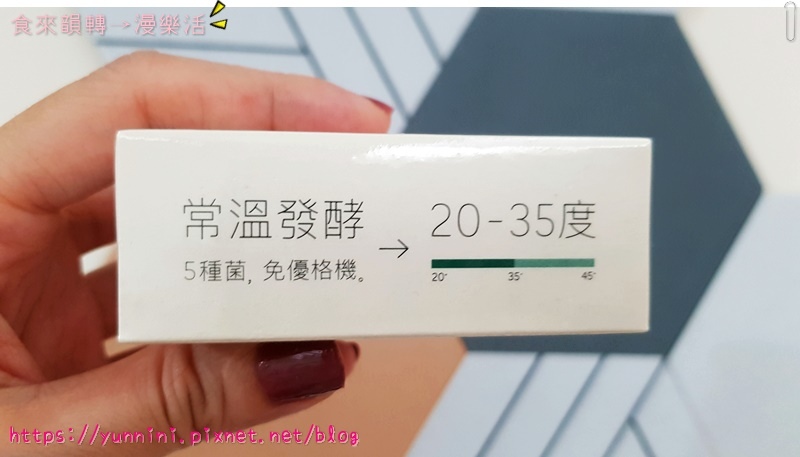 食來韻轉→漫樂活
常溫發酵 → 20-35度
5種菌, 免優格機。
20° 35° 45°
https://yunnini.pixnet.net/blog